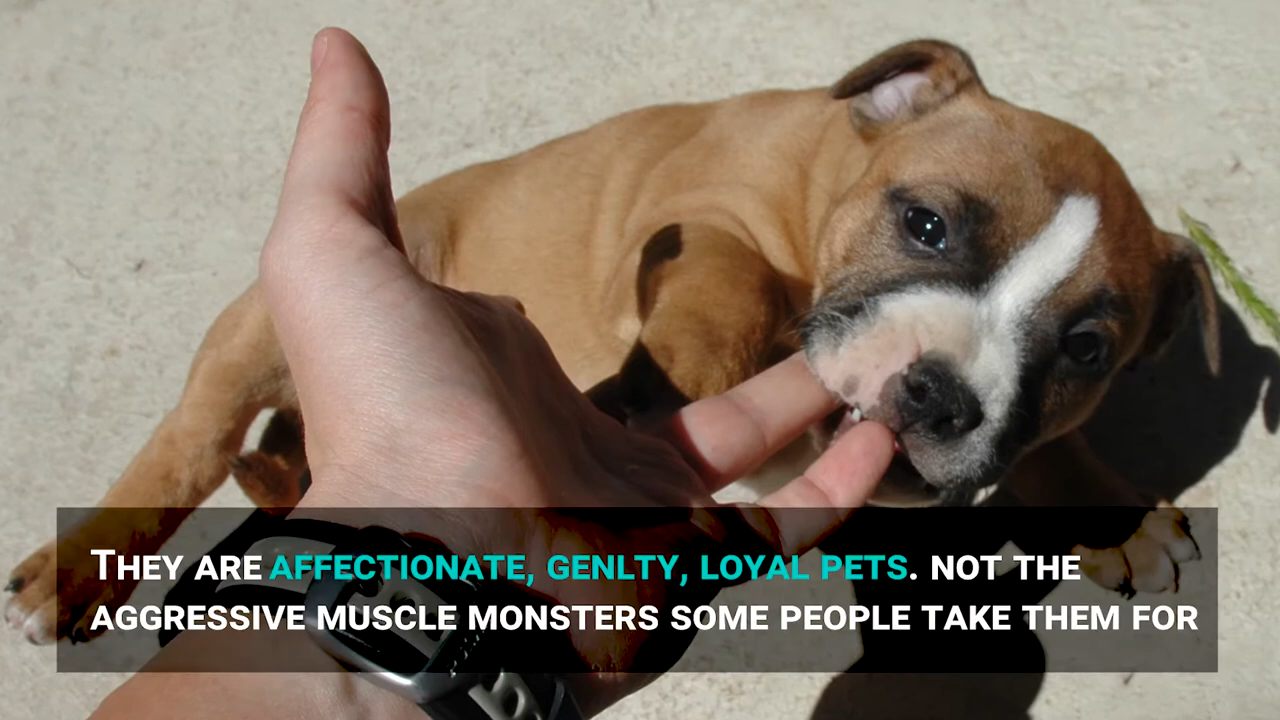 They are affectionate, genlty, loyal pets. not the
aggressive muscle monsters some people take them for